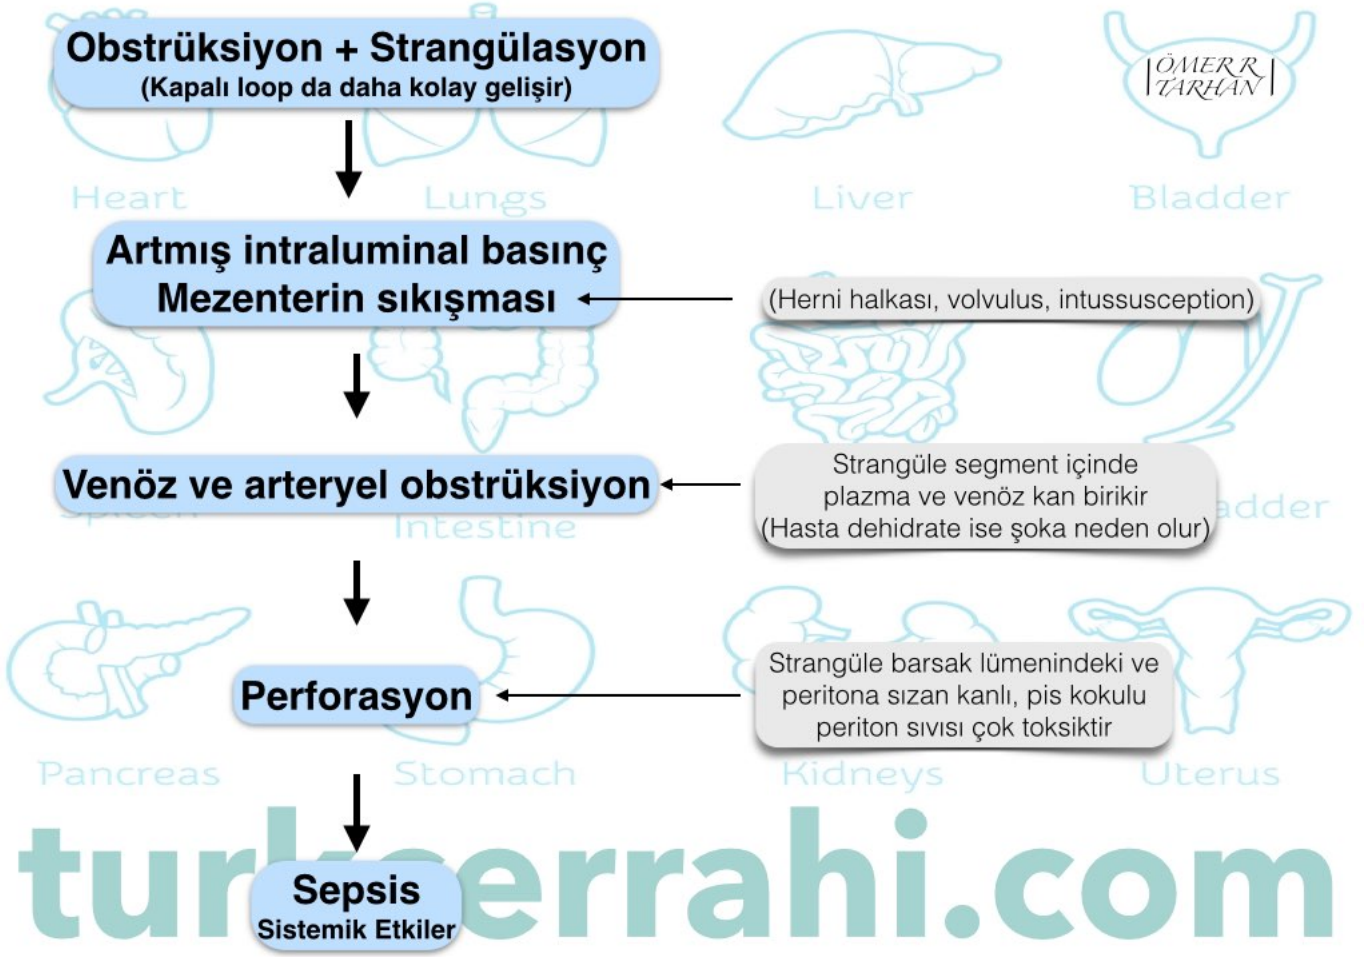 Obstrüksiyon + Strangülasyon
(Kapalı loop da daha kolay gelişir)
ÖMER R
TARHAN
Heart
Lungs
Liver
Bladder
Artmış intraluminal basınç
Mezenterin sıkışması
(Herni halkası, volvulus, intussusception)
Venöz ve arteryel obstrüksiyon
Strangüle segment içinde
plazma ve venöz kan birikir
(Hasta dehidrate ise şoka neden olur)
Spleen
Intestine
adder
Perforasyon
Strangüle barsak lümenindeki ve
peritona sızan kanlı, pis kokulu
periton sıvısı çok toksiktir
Pancreas
Stomach
Kidneys
Uterus
turkcerrahi.com
Sepsis
Sistemik Etkiler